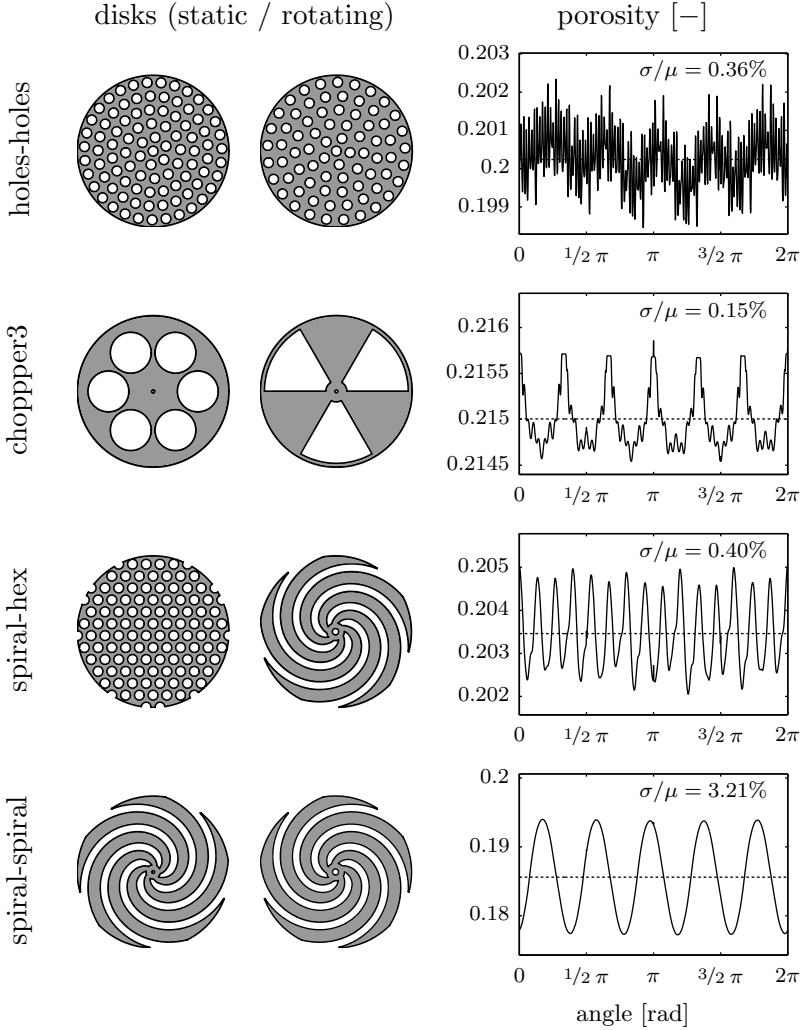 disks (static / rotating)
porosity [−]
holes-holes
σ/μ = 0.36%
0.203
0.202
0.201
0.2
0.199
0 1/2 π π 3/2 π 2π
choppper3
σ/μ = 0.15%
0.216
0.2155
0.215
0.2145
0 1/2 π π 3/2 π 2π
spiral-hex
σ/μ = 0.40%
0.205
0.204
0.203
0.202
0 1/2 π π 3/2 π 2π
spiral-spiral
σ/μ = 3.21%
0.2
0.19
0.18
0 1/2 π π 3/2 π 2π
angle [rad]